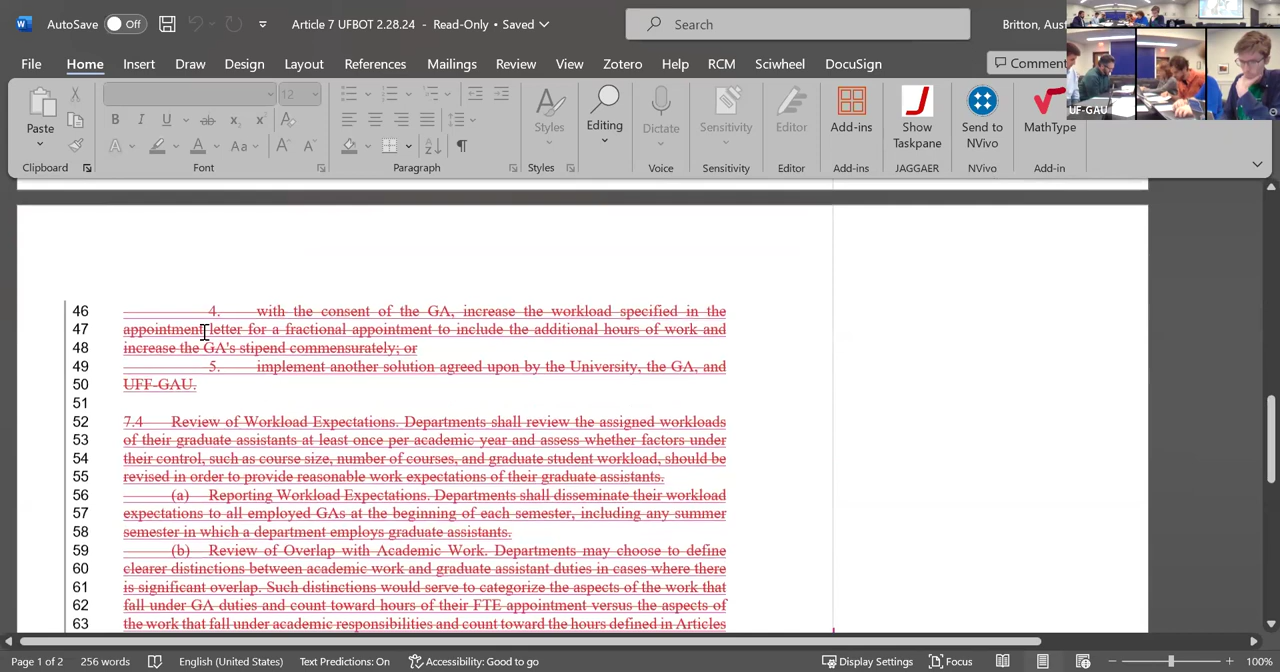 AutoSave Off Article 7 UFBOT 2.28.24 - Read-Only • Saved Search Britton, Aust
File Home Insert Draw Design Layout References Mailings Review View Zotero Help RCM Sciwheel DocuSign Comment
UF-GAU
12
Paste Styles Editing Dictate Sensitivity Editor Add-ins Show Taskpane Send to NVivo MathType
Clipboard Font Paragraph Styles Voice Sensitivity Editor Add-ins JAGGAER NVivo Add-in
46 4. with the consent of the GA, increase the workload specified in the
47 appointment letter for a fractional appointment to include the additional hours of work and
48 increase the GA's stipend commensurately; or
49 5. implement another solution agreed upon by the University, the GA, and
50 UFF-GAU.
51
52 7.4 Review of Workload Expectations. Departments shall review the assigned workloads
53 of their graduate assistants at least once per academic year and assess whether factors under
54 their control, such as course size, number of courses, and graduate student workload, should be
55 revised in order to provide reasonable work expectations of their graduate assistants.
56 (a) Reporting Workload Expectations. Departments shall disseminate their workload
57 expectations to all employed GAs at the beginning of each semester, including any summer
58 semester in which a department employs graduate assistants.
59 (b) Review of Overlap with Academic Work. Departments may choose to define
60 clearer distinctions between academic work and graduate assistant duties in cases where there
61 is significant overlap. Such distinctions would serve to categorize the aspects of the work that
62 fall under GA duties and count toward hours of their FTE appointment versus the aspects of
63 the work that fall under academic responsibilities and count toward the hours defined in Articles
Page 1 of 2 256 words English (United States) Text Predictions: On Accessibility: Good to go Display Settings Focus 100%